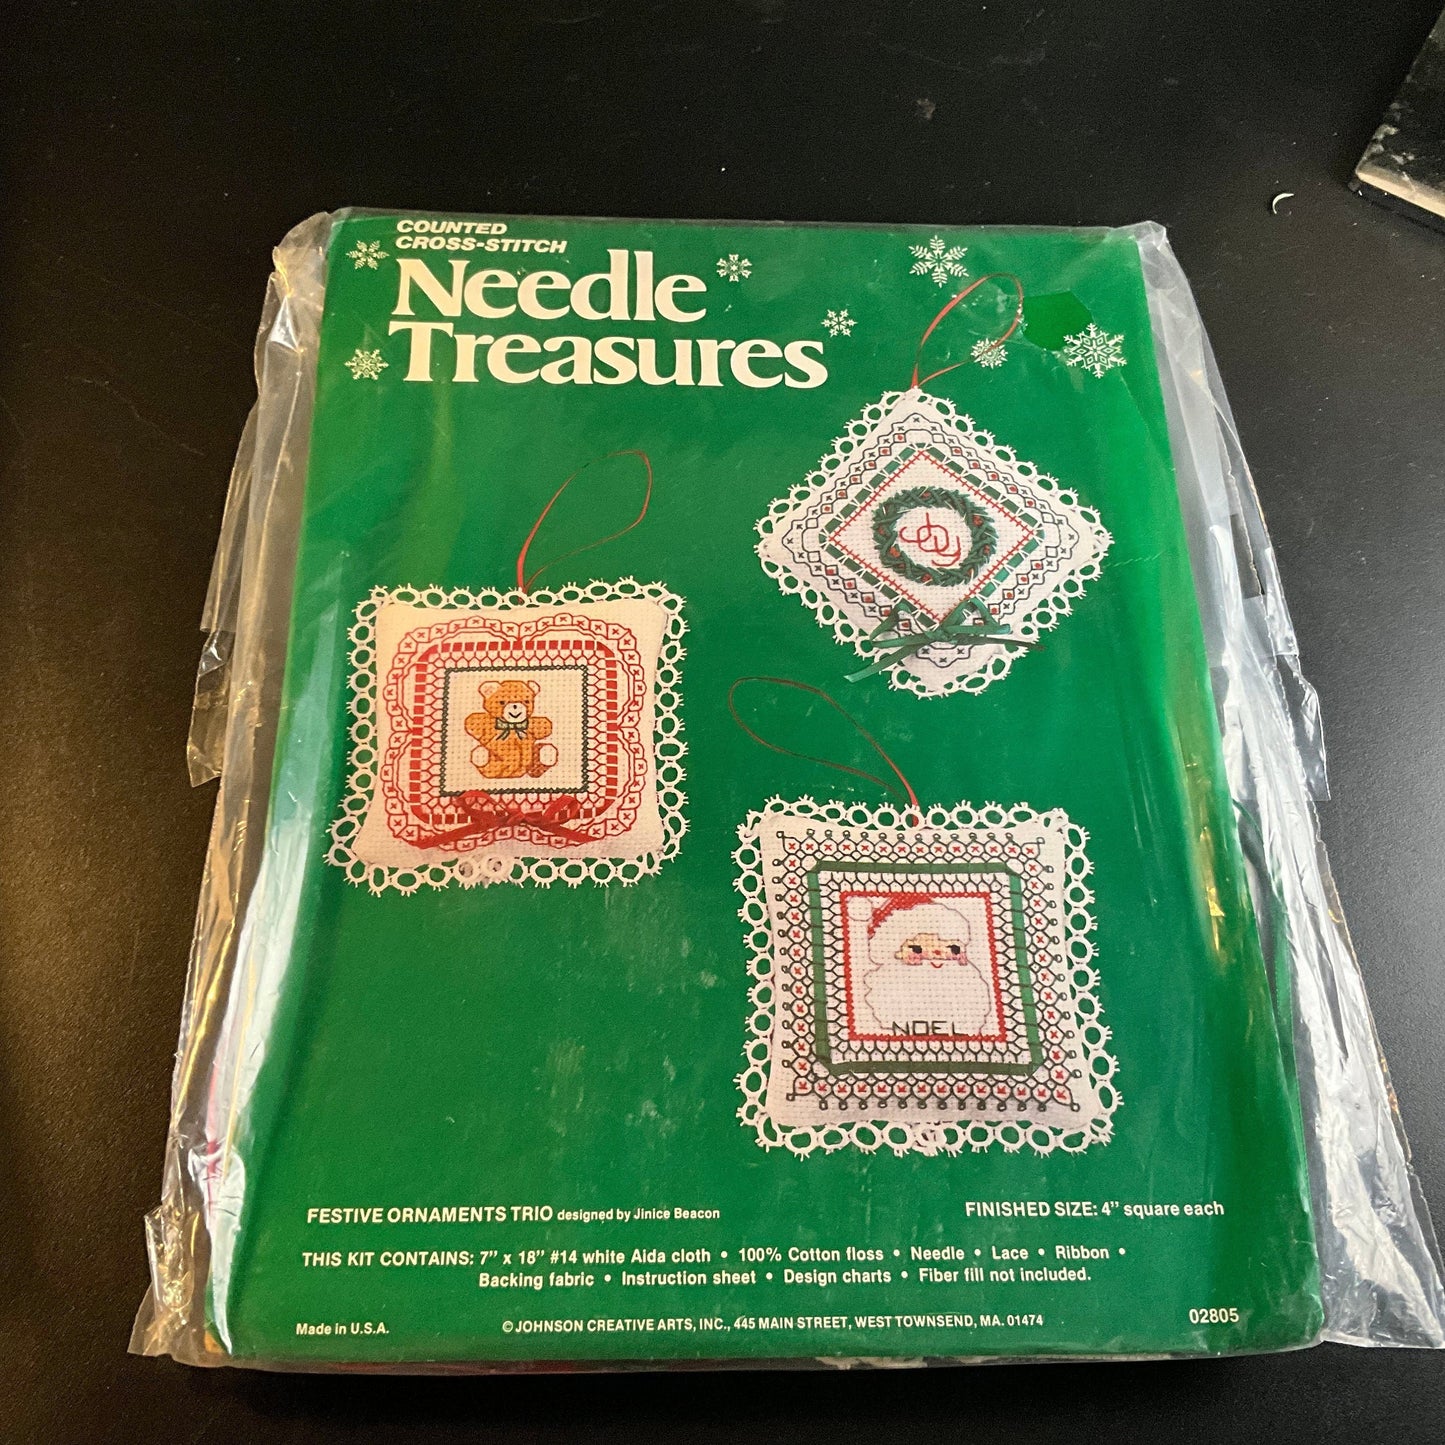 COUNTED
CROSS-STITCH
Needle
Treasures
Joy
NOEL
FESTIVE ORNAMENTS TRIO designed by Jinice Beacon
FINISHED SIZE: 4" square each
THIS KIT CONTAINS: 7" x 18" #14 white Aida cloth • 100% Cotton floss • Needle • Lace • Ribbon •
Backing fabric • Instruction sheet • Design charts • Fiber fill not included.
Made in U.S.A.
© JOHNSON CREATIVE ARTS, INC., 445 MAIN STREET, WEST TOWNSEND, MA. 01474
02805